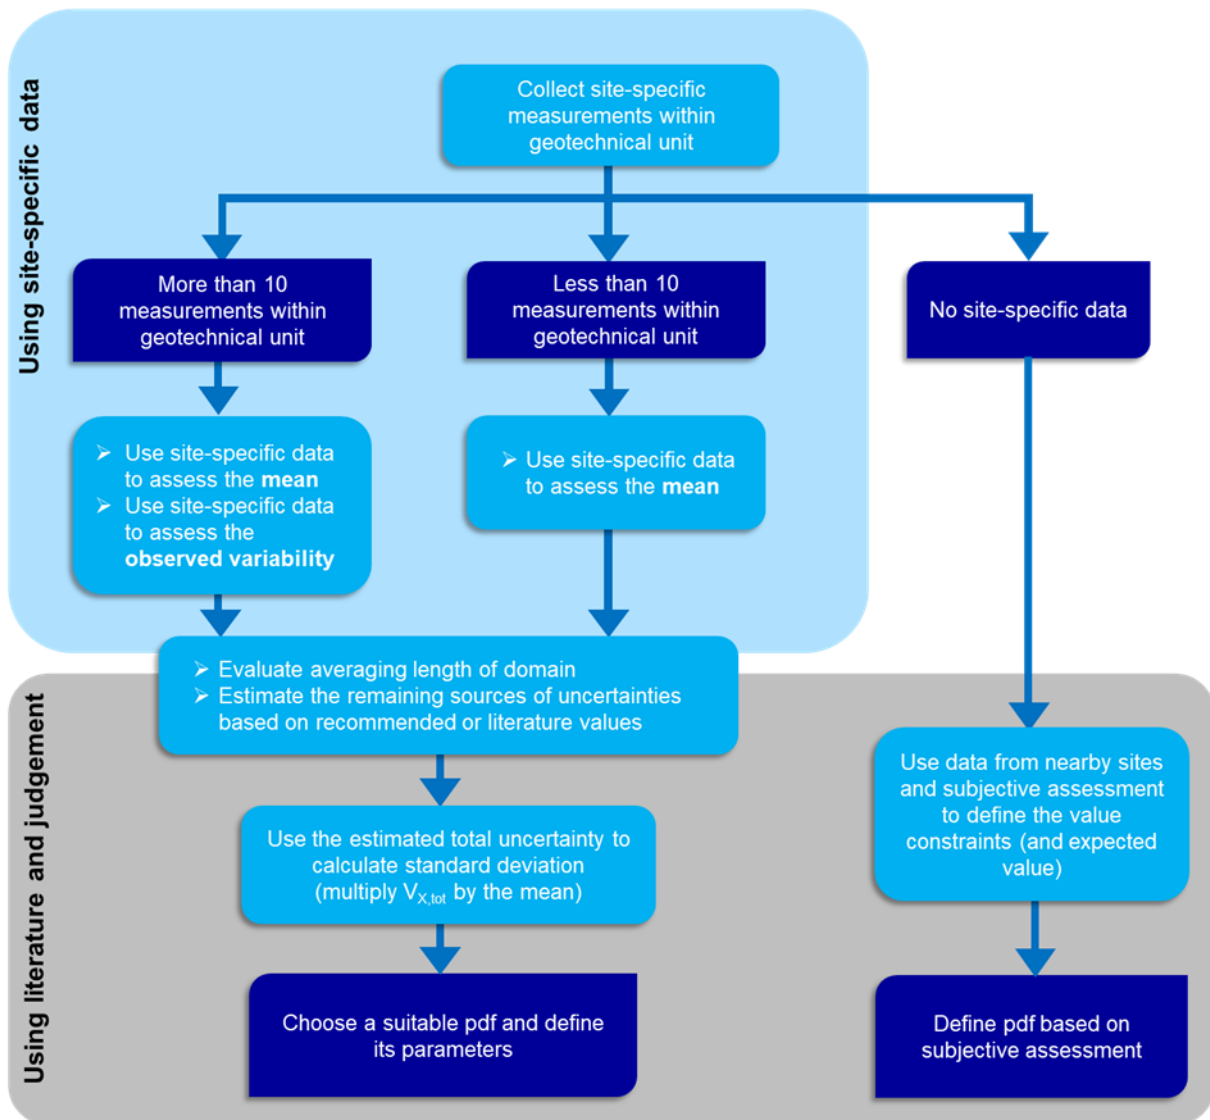 Using site-specific data
Collect site-specific
measurements within
geotechnical unit
More than 10
measurements within
geotechnical unit
Less than 10
measurements within
geotechnical unit
No site-specific data
➢ Use site-specific data
to assess the mean
➢ Use site-specific data
to assess the
observed variability
➢ Use site-specific data
to assess the mean
➢ Evaluate averaging length of domain
➢ Estimate the remaining sources of uncertainties
based on recommended or literature values
Using literature and judgement
Use the estimated total uncertainty to
calculate standard deviation
(multiply VX,tot by the mean)
Use data from nearby sites
and subjective assessment
to define the value
constraints (and expected
value)
Choose a suitable pdf and define
its parameters
Define pdf based on
subjective assessment